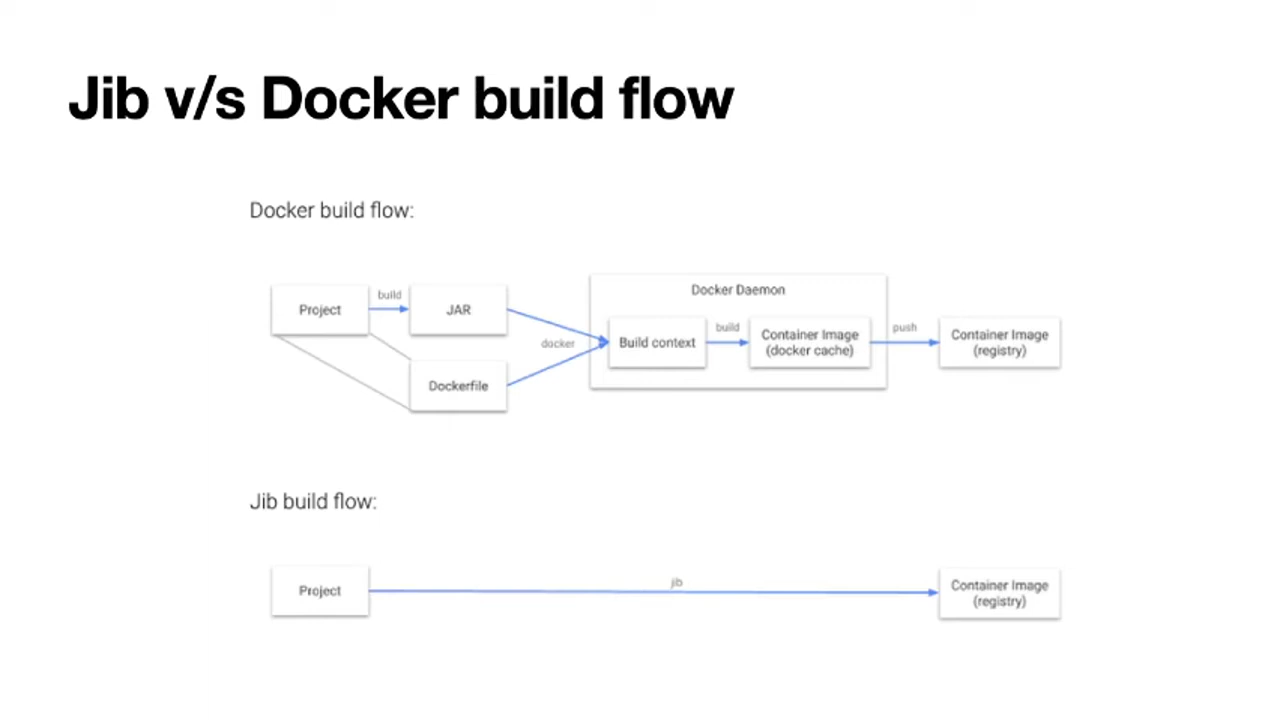 Jib v/s Docker build flow
Docker build flow:
Docker Daemon
Project
build
JAR
docker
Dockerfile
Build context
build
Container Image
(docker cache)
push
Container Image
(registry)
Jib build flow:
Project
jib
Container Image
(registry)